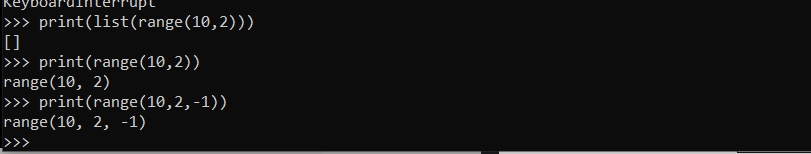 KeyboardInterrupt
>>> print(list(range(10,2)))
[]
>>> print(range(10,2))
range(10, 2)
>>> print(range(10,2,-1))
range(10, 2, -1)
>>>